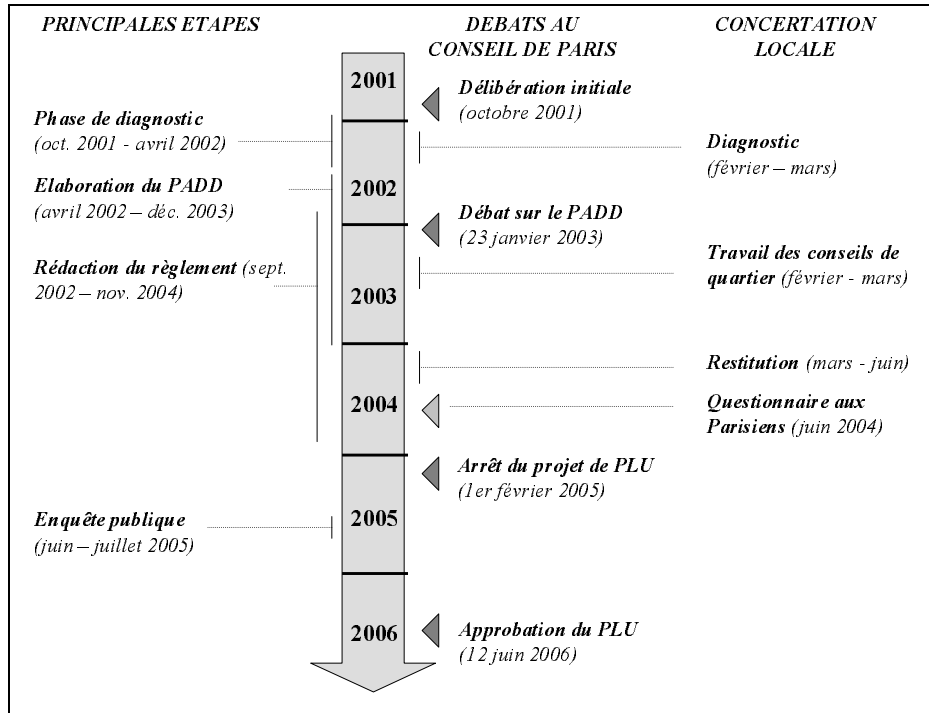 PRINCIPALES ETAPES
DEBATS AU
CONSEIL DE PARIS
CONCERTATION
LOCALE
2001
Délibération initiale
(octobre 2001)
Phase de diagnostic
(oct. 2001 - avril 2002)
Diagnostic
(février – mars)
Elaboration du PADD
(avril 2002 – déc. 2003)
2002
Débat sur le PADD
(23 janvier 2003)
Rédaction du règlement (sept.
2002 – nov. 2004)
2003
Travail des conseils de
quartier (février - mars)
Restitution (mars - juin)
2004
Questionnaire aux
Parisiens (juin 2004)
Arrêt du projet de PLU
(1er février 2005)
Enquête publique
(juin – juillet 2005)
2005
2006
Approbation du PLU
(12 juin 2006)